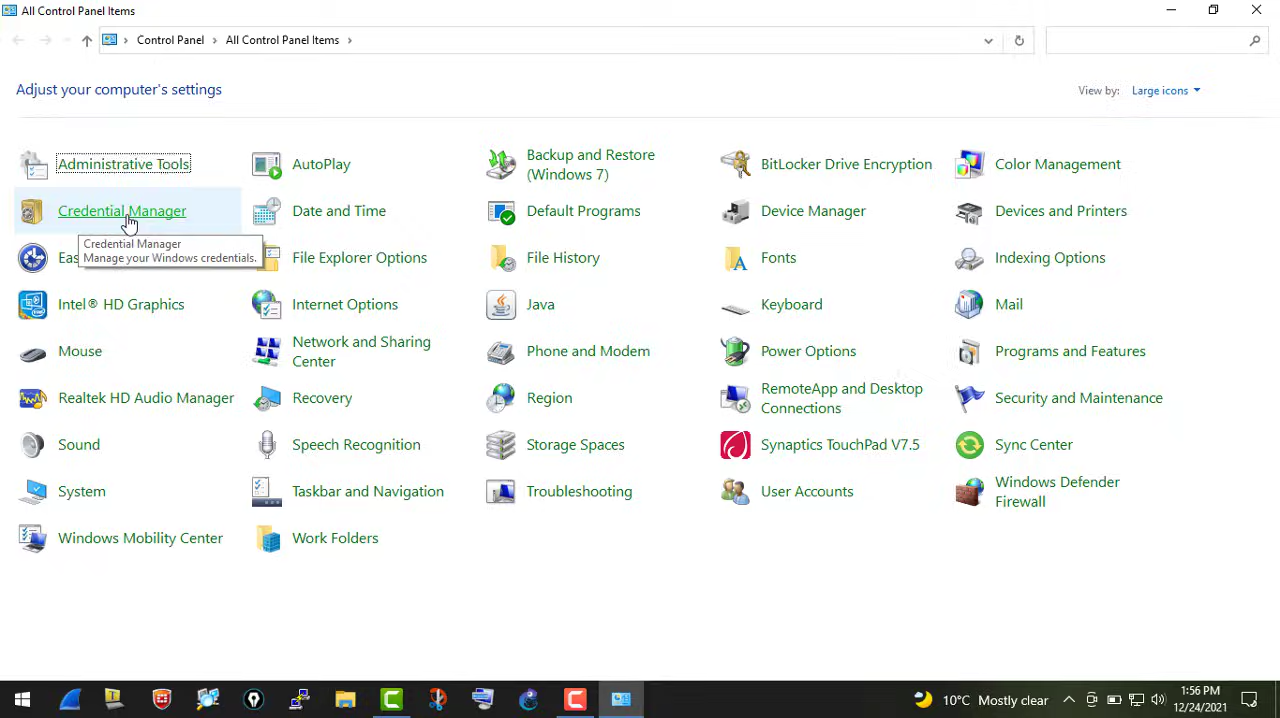 All Control Panel Items
Control Panel
All Control Panel Items
Adjust your computer's settings
View by:
Large icons
Administrative Tools
AutoPlay
Backup and Restore
(Windows 7)
BitLocker Drive Encryption
Color Management
Credential Manager
Date and Time
Default Programs
Device Manager
Devices and Printers
Credential Manager
Manage your Windows credentials.
Eas
File Explorer Options
File History
Fonts
Indexing Options
Intel® HD Graphics
Internet Options
Java
Keyboard
Mail
Mouse
Network and Sharing
Center
Phone and Modem
Power Options
Programs and Features
Realtek HD Audio Manager
Recovery
Region
RemoteApp and Desktop
Connections
Security and Maintenance
Sound
Speech Recognition
Storage Spaces
Synaptics TouchPad V7.5
Sync Center
System
Taskbar and Navigation
Troubleshooting
User Accounts
Windows Defender
Firewall
Windows Mobility Center
Work Folders
10°C Mostly clear
1:56 PM
12/24/2021